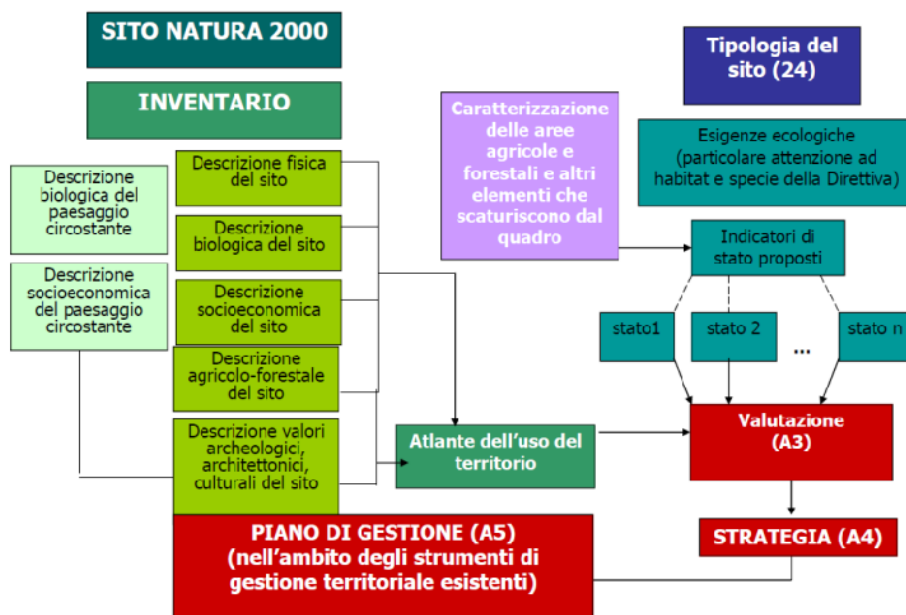 SITO NATURA 2000
INVENTARIO
Descrizione
biologica del
paesaggio
circostante
Descrizione
socioeconomica
del paesaggio
circostante
Descrizione fisica
del sito
Descrizione
biologica del sito
Descrizione
socioeconomica
del sito
Descrizione
agricolo-forestale
del sito
Descrizione valori
archeologici,
architettonici,
culturali del sito
Caratterizzazione
delle aree
agricole e
forestali e altri
elementi che
scaturiscono dal
quadro
Tipologia del
sito (24)
Esigenze ecologiche
(particolare attenzione ad
habitat e specie della Direttiva)
Indicatori di
stato proposti
stato1
stato 2
...
stato n
Atlante dell'uso del
territorio
Valutazione
(A3)
STRATEGIA (A4)
PIANO DI GESTIONE (A5)
(nell'ambito degli strumenti di
gestione territoriale esistenti)